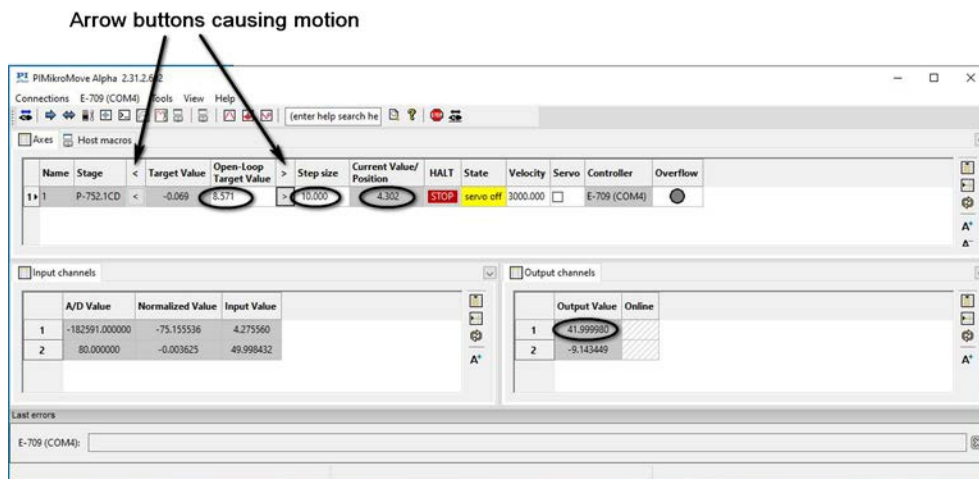 Arrow buttons causing motion
PIMikroMove Alpha 2.31.2.
Connections E-709 (COM4) Tools View Help
(enter help search he
Axes Host macros
Name Stage < Target Value Open-Loop Target Value > Step size Current Value/ Position HALT State Velocity Servo Controller Overflow
1 1 P-752.1CD < -0.069 8.571 > 10.000 4.302 STOP servo off 3000.000 E-709 (COM4)
Input channels
A/D Value Normalized Value Input Value
1 -182591.000000 -75.155536 4.275560
2 80.000000 -0.003625 49.998432
Output channels
Output Value Online
1 41.999980
2 -9.143449
Last errors
E-709 (COM4):